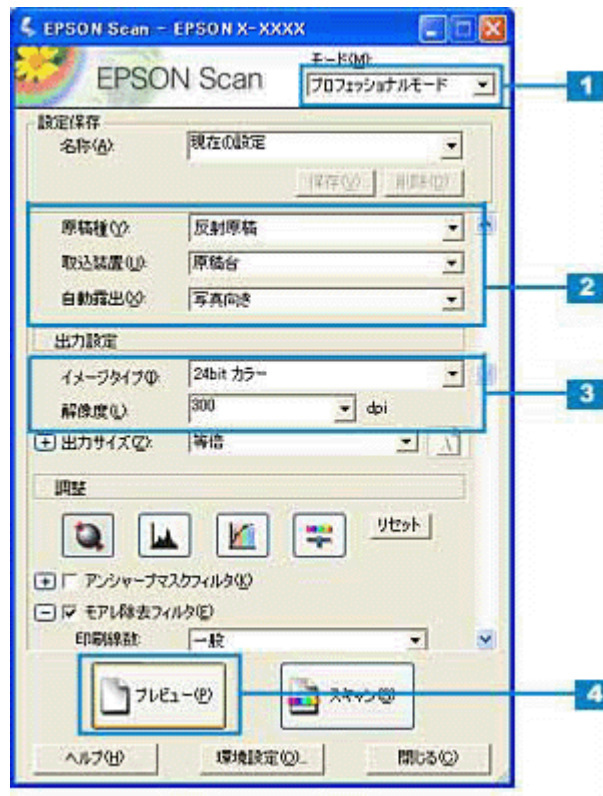 EPSON Scan - EPSON X-XXXX
モード(M):
EPSON Scan
プロフェッショナルモード
1
設定保存
名称(A):
現在の設定
保存(V)
削除(D)
原稿種(Y):
反射原稿
取込装置(U):
原稿台
自動露出(X):
写真向き
2
出力設定
イメージタイプ(I):
24bit カラー
解像度(L):
300
dpi
3
出力サイズ(Z):
等倍
調整
リセット
アンシャープマスクフィルタ(K)
モアレ除去フィルタ(E)
印刷線数:
一般
プレビュー(P)
スキャン(S)
4
ヘルプ(H)
環境設定(O)...
閉じる(C)